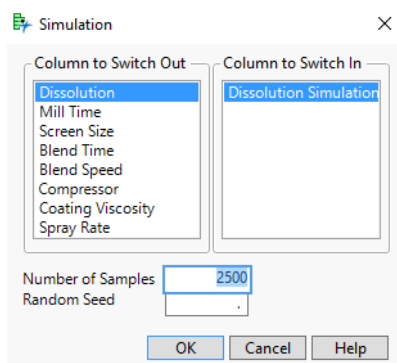 Simulation
Column to Switch Out
Column to Switch In
Dissolution
Mill Time
Screen Size
Blend Time
Blend Speed
Compressor
Coating Viscosity
Spray Rate
Dissolution Simulation
Number of Samples 2500
Random Seed .
OK Cancel Help